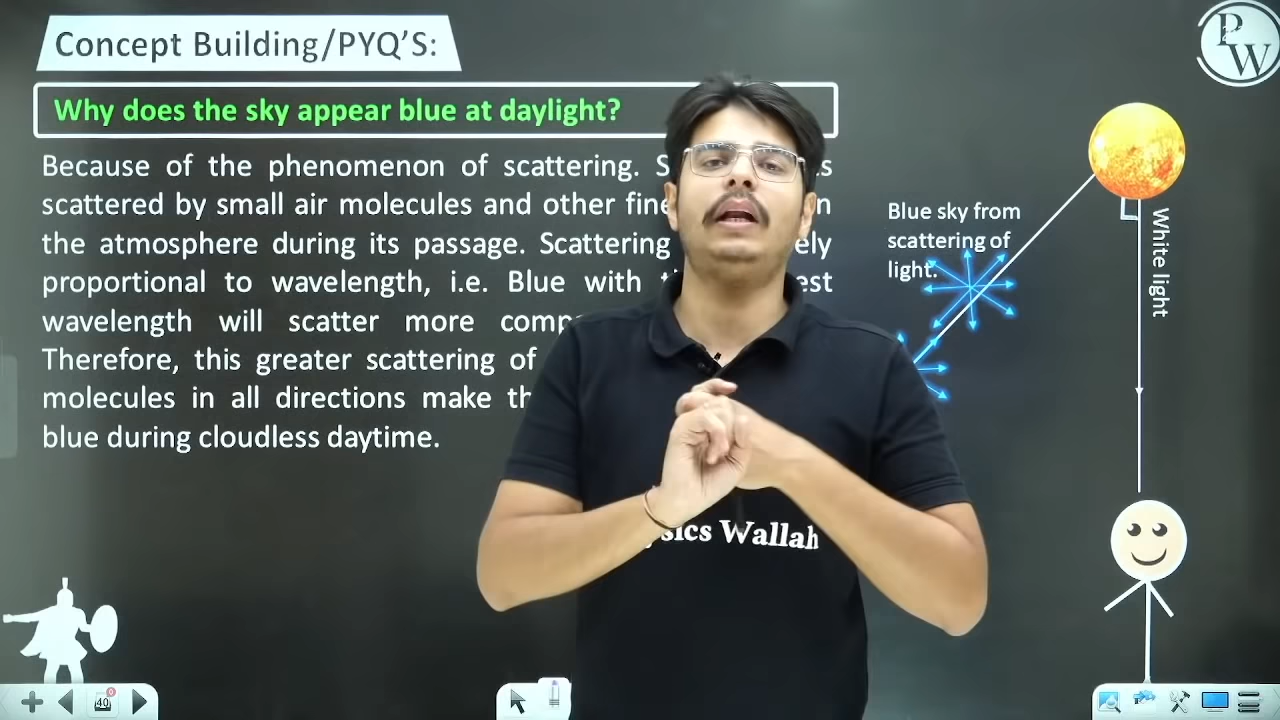 Concept Building/PYQ'S:
PW
Why does the sky appear blue at daylight?
Because of the phenomenon of scattering.
scattered by small air molecules and other fine
the atmosphere during its passage. Scattering
proportional to wavelength, i.e. Blue with
wavelength will scatter more
Therefore, this greater scattering of
molecules in all directions make
blue during cloudless daytime.
Blue sky from
scattering of
light.
White light
Wallah
40